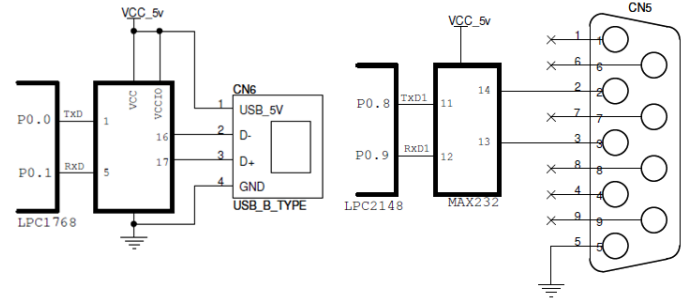 VCC_5v
P0.0
TxD
1
VCC
VCCIO
16
17
P0.1
RxD
5
LPC1768
CN6
1
USB_5V
2
D-
3
D+
4
GND
USB_B_TYPE
VCC_5v
P0.8
TxD1
11
14
P0.9
RxD1
12
13
LPC2148
MAX232
CN5
1
1
6
6
2
2
7
7
3
3
8
8
4
4
9
9
5
5